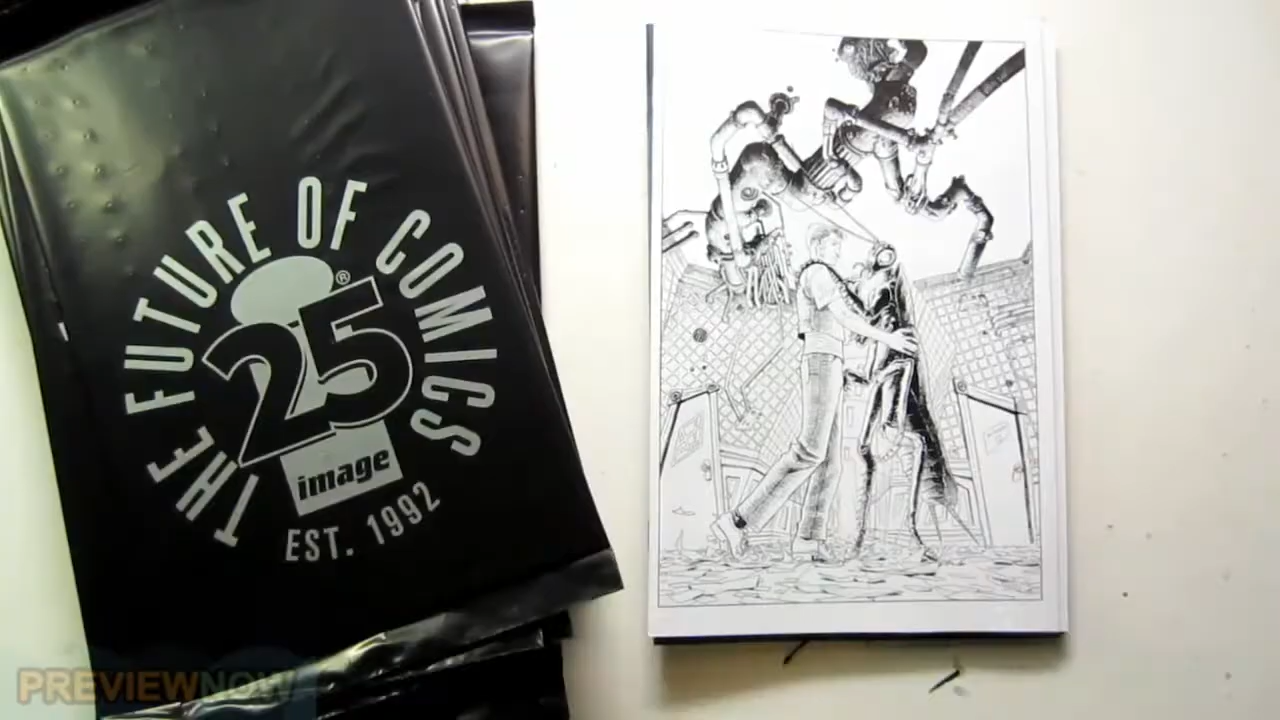 THE FUTURE OF COMICS
25
®
image
EST. 1992
PREVIEWNOW